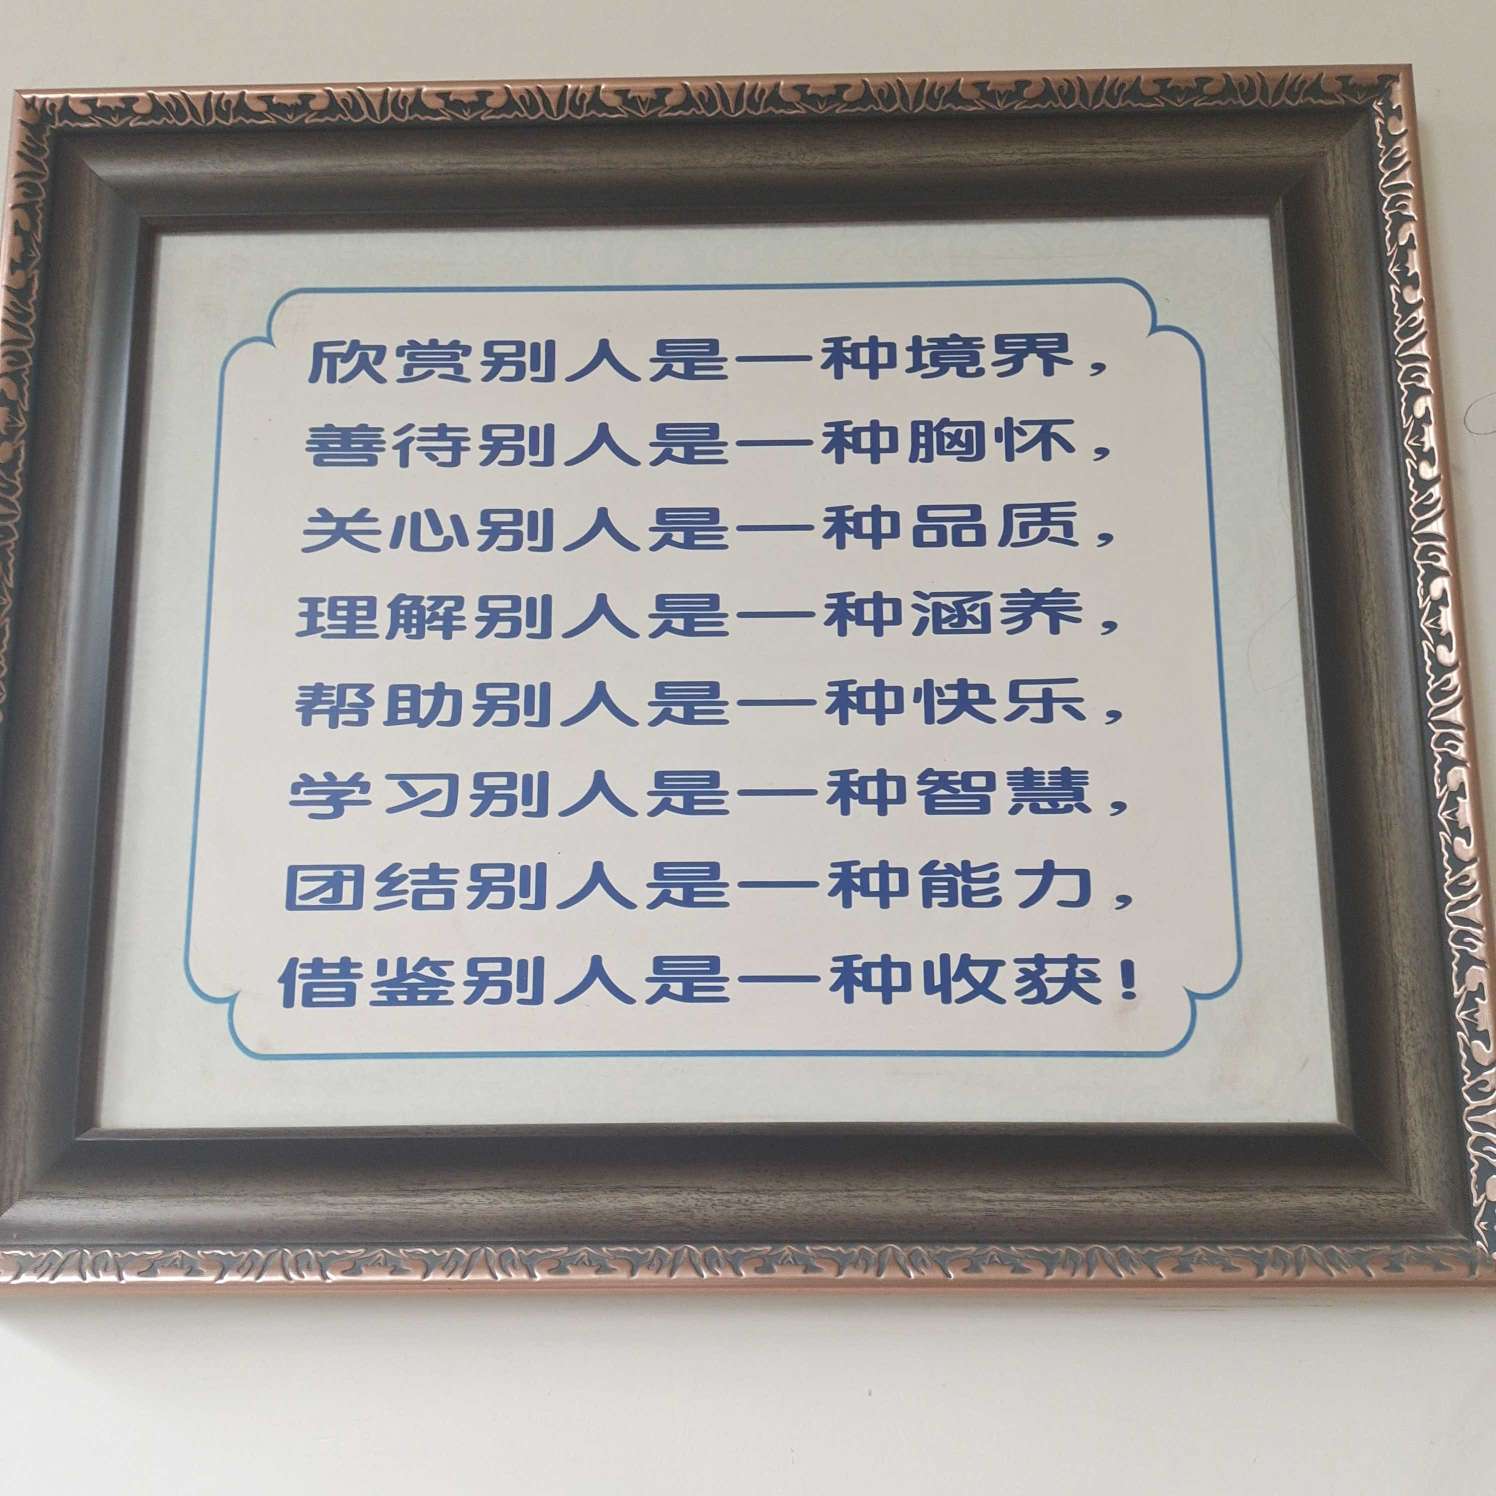 欣赏别人是一种境界，
善待别人是一种胸怀，
关心别人是一种品质，
理解别人是一种涵养，
帮助别人是一种快乐，
学习别人是一种智慧，
团结别人是一种能力，
借鉴别人是一种收获！